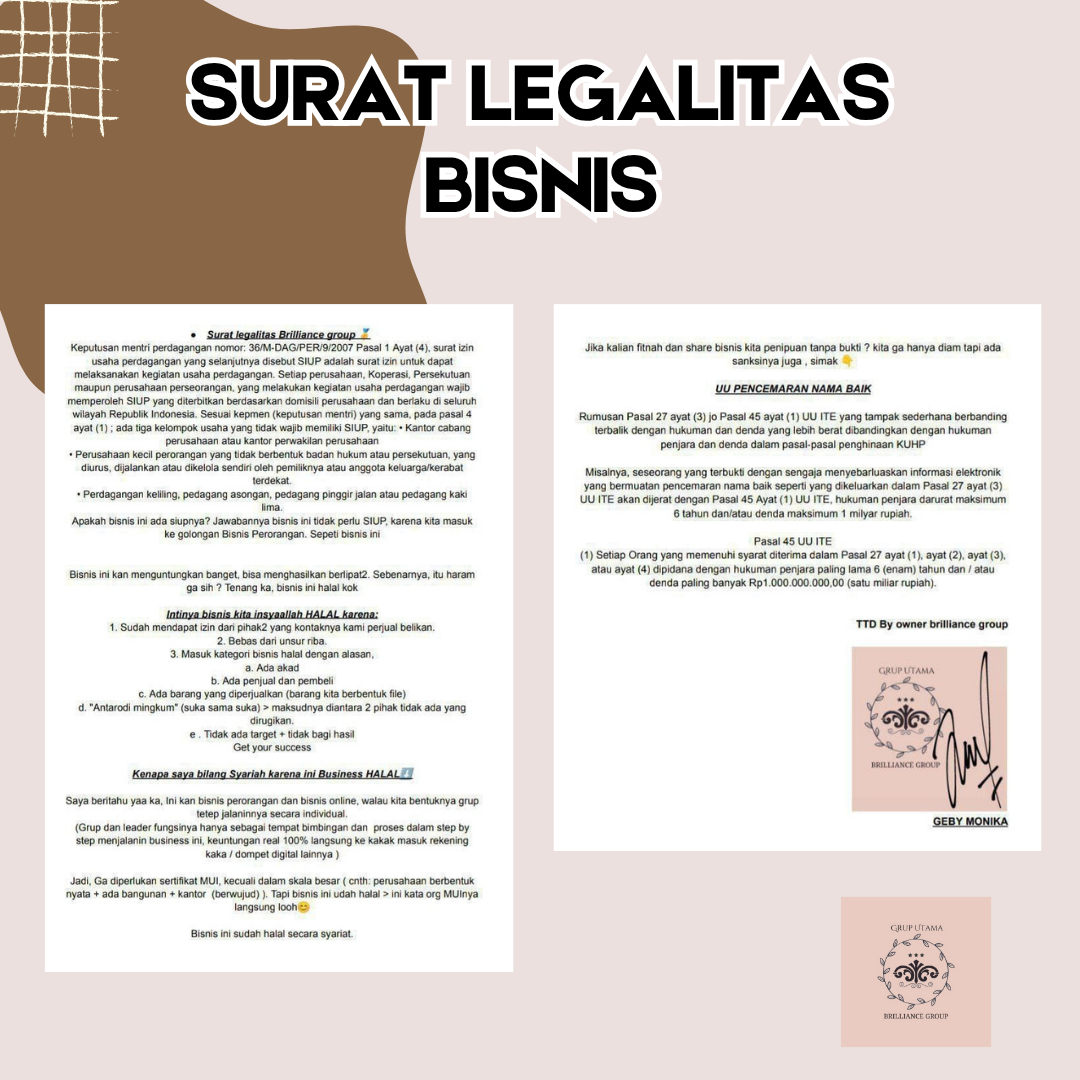 SURAT LEGALITAS
BISNIS
• Surat legalitas Brilliance group 🏅
Keputusan mentri perdagangan nomor: 36/M-DAG/PER/9/2007 Pasal 1 Ayat (4), surat izin
usaha perdagangan yang selanjutnya disebut SIUP adalah surat izin untuk dapat
melaksanakan kegiatan usaha perdagangan. Setiap perusahaan, Koperasi, Persekutuan
maupun perusahaan perseorangan, yang melakukan kegiatan usaha perdagangan wajib
memperoleh SIUP yang diterbitkan berdasarkan domisili perusahaan dan berlaku di seluruh
wilayah Republik Indonesia. Sesuai kepmen (keputusan mentri) yang sama, pada pasal 4
ayat (1) ; ada tiga kelompok usaha yang tidak wajib memiliki SIUP, yaitu: • Kantor cabang
perusahaan atau kantor perwakilan perusahaan
• Perusahaan kecil perorangan yang tidak berbentuk badan hukum atau persekutuan, yang
diurus, dijalankan atau dikelola sendiri oleh pemiliknya atau anggota keluarga/kerabat
terdekat.
• Perdagangan keliling, pedagang asongan, pedagang pinggir jalan atau pedagang kaki
lima.
Apakah bisnis ini ada siupnya? Jawabannya bisnis ini tidak perlu SIUP, karena kita masuk
ke golongan Bisnis Perorangan. Sepeti bisnis ini
Bisnis ini kan menguntungkan banget, bisa menghasilkan berlipat2. Sebenarnya, itu haram
ga sih ? Tenang ka, bisnis ini halal kok
Intinya bisnis kita insyaallah HALAL karena:
1. Sudah mendapat izin dari pihak2 yang kontaknya kami perjual belikan.
2. Bebas dari unsur riba.
3. Masuk kategori bisnis halal dengan alasan,
a. Ada akad
b. Ada penjual dan pembeli
c. Ada barang yang diperjualkan (barang kita berbentuk file)
d. "Antarodi mingkum" (suka sama suka) > maksudnya diantara 2 pihak tidak ada yang
dirugikan.
e . Tidak ada target + tidak bagi hasil
Get your success
Kenapa saya bilang Syariah karena ini Business HALAL⬇️
Saya beritahu yaa ka, Ini kan bisnis perorangan dan bisnis online, walau kita bentuknya grup
tetep jalaninnya secara individual.
(Grup dan leader fungsinya hanya sebagai tempat bimbingan dan proses dalam step by
step menjalanin business ini, keuntungan real 100% langsung ke kakak masuk rekening
kaka / dompet digital lainnya )
Jadi, Ga diperlukan sertifikat MUI, kecuali dalam skala besar ( cnth: perusahaan berbentuk
nyata + ada bangunan + kantor (berwujud) ). Tapi bisnis ini udah halal > ini kata org MUInya
langsung looh😊
Bisnis ini sudah halal secara syariat.
Jika kalian fitnah dan share bisnis kita penipuan tanpa bukti ? kita ga hanya diam tapi ada
sanksinya juga , simak 👇
UU PENCEMARAN NAMA BAIK
Rumusan Pasal 27 ayat (3) jo Pasal 45 ayat (1) UU ITE yang tampak sederhana berbanding
terbalik dengan hukuman dan denda yang lebih berat dibandingkan dengan hukuman
penjara dan denda dalam pasal-pasal penghinaan KUHP
Misalnya, seseorang yang terbukti dengan sengaja menyebarluaskan informasi elektronik
yang bermuatan pencemaran nama baik seperti yang dikeluarkan dalam Pasal 27 ayat (3)
UU ITE akan dijerat dengan Pasal 45 Ayat (1) UU ITE, hukuman penjara darurat maksimum
6 tahun dan/atau denda maksimum 1 milyar rupiah.
Pasal 45 UU ITE
(1) Setiap Orang yang memenuhi syarat diterima dalam Pasal 27 ayat (1), ayat (2), ayat (3),
atau ayat (4) dipidana dengan hukuman penjara paling lama 6 (enam) tahun dan / atau
denda paling banyak Rp1.000.000.000,00 (satu miliar rupiah).
TTD By owner brilliance group
GRUP UTAMA
BRILLIANCE GROUP
GEBY MONIKA
GRUP UTAMA
BRILLIANCE GROUP